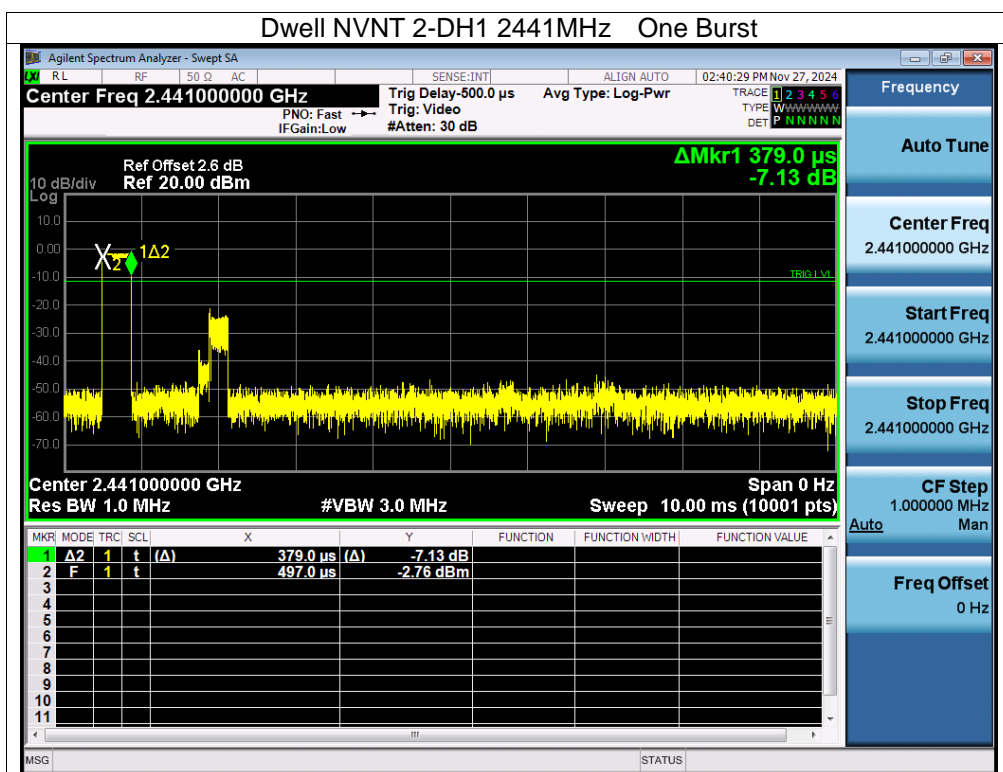 Dwell NVNT 2-DH1 2441MHz One Burst
Agilent Spectrum Analyzer - Swept SA
LXI RL RF 50 Ω AC SENSE:INT ALIGN AUTO 02:40:29 PM Nov 27, 2024
Center Freq 2.441000000 GHz
PNO: Fast
IFGain:Low
Trig Delay-500.0 µs
Trig: Video
#Atten: 30 dB
Avg Type: Log-Pwr
TRACE 1 2 3 4 5 6
TYPE WWWWWW
DET P N N N N N
ΔMkr1 379.0 µs
-7.13 dB
Ref Offset 2.6 dB
10 dB/div Ref 20.00 dBm
Log
10.0
0.00
-10.0
-20.0
-30.0
-40.0
-50.0
-60.0
-70.0
X2 1Δ2
TRIG LVL
Center 2.441000000 GHz Span 0 Hz
Res BW 1.0 MHz #VBW 3.0 MHz Sweep 10.00 ms (10001 pts)
MKR MODE TRC SCL X Y FUNCTION FUNCTION WIDTH FUNCTION VALUE
1 Δ2 1 t (Δ) 379.0 µs (Δ) -7.13 dB
2 F 1 t 497.0 µs -2.76 dBm
3
4
5
6
7
8
9
10
11
MSG STATUS
Frequency
Auto Tune
Center Freq
2.441000000 GHz
Start Freq
2.441000000 GHz
Stop Freq
2.441000000 GHz
CF Step
1.000000 MHz
Auto Man
Freq Offset
0 Hz